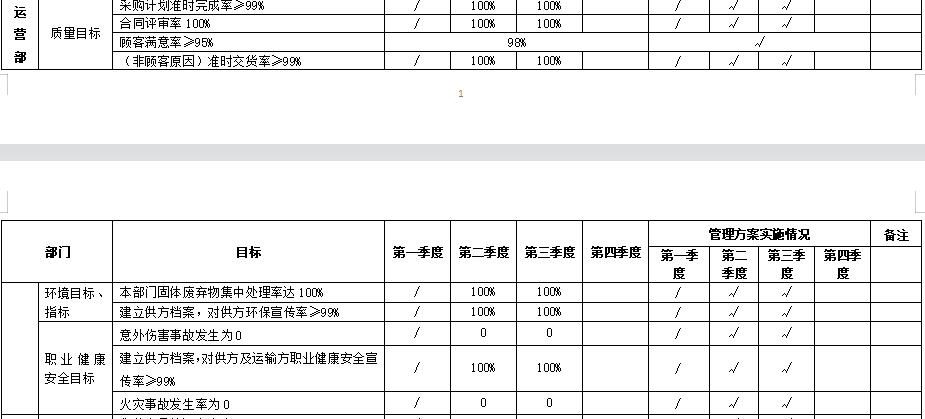 运营部 质量目标 采购计划准时完成率≥99% / 100% 100% / √ √
合同评审率 100% / 100% 100% / √ √
顾客满意率≥95% 98% √
（非顾客原因）准时交货率≥99% / 100% 100% / √ √
1
部门 目标 第一季度 第二季度 第三季度 第四季度 管理方案实施情况 备注
第一季度 第二季度 第三季度 第四季度
环境目标、指标 本部门固体废弃物集中处理率达 100% / 100% 100% / √ √
建立供方档案，对供方环保宣传率≥99% / 100% 100% / √ √
职业健康安全目标 意外伤害事故发生为0 / 0 0 / √ √
建立供方档案，对供方及运输方职业健康安全宣
传率≥99% / 100% 100% / √ √
火灾事故发生率为 0 / 0 0 / √ √